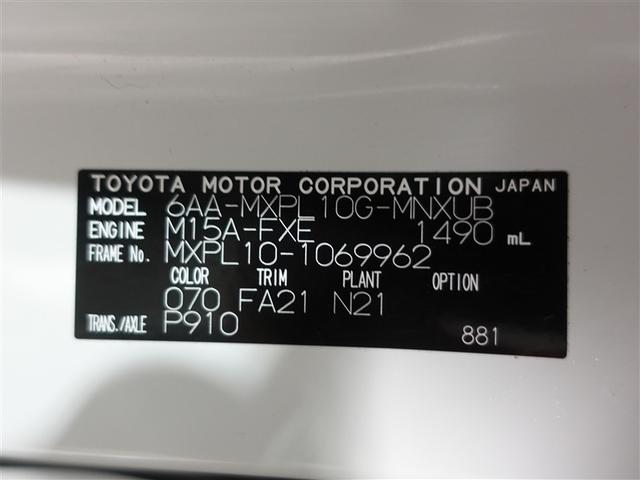 TOYOTA MOTOR CORPORATION JAPAN
MODEL 6AA-MXPL10G-MNXUB
ENGINE M15A-FXE 1490 mL
FRAME No. MXPL10-1069962
COLOR TRIM PLANT OPTION
070 FA21 N21
TRANS./AXLE P910
881